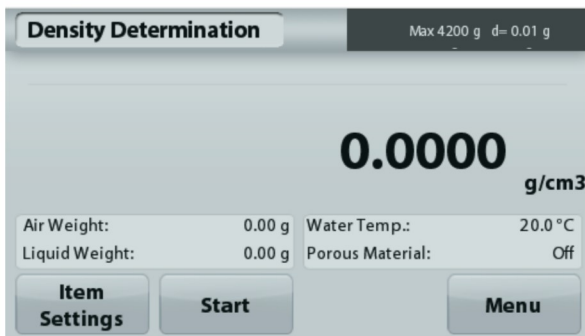 Density Determination
Max 4200 g d= 0.01 g
0.0000
g/cm3
Air Weight: 0.00 g
Liquid Weight: 0.00 g
Water Temp.: 20.0 °C
Porous Material: Off
Item
Settings
Start
Menu